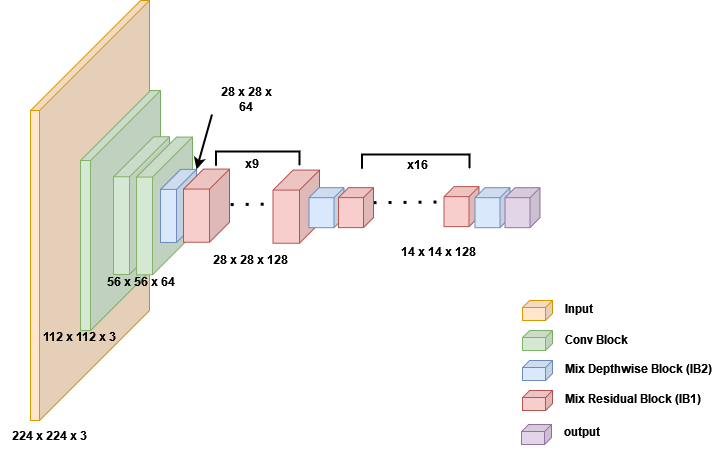 28 x 28 x
64
x9
x16
28 x 28 x 128
14 x 14 x 128
56 x 56 x 64
112 x 112 x 3
224 x 224 x 3
Input
Conv Block
Mix Depthwise Block (IB2)
Mix Residual Block (IB1)
output